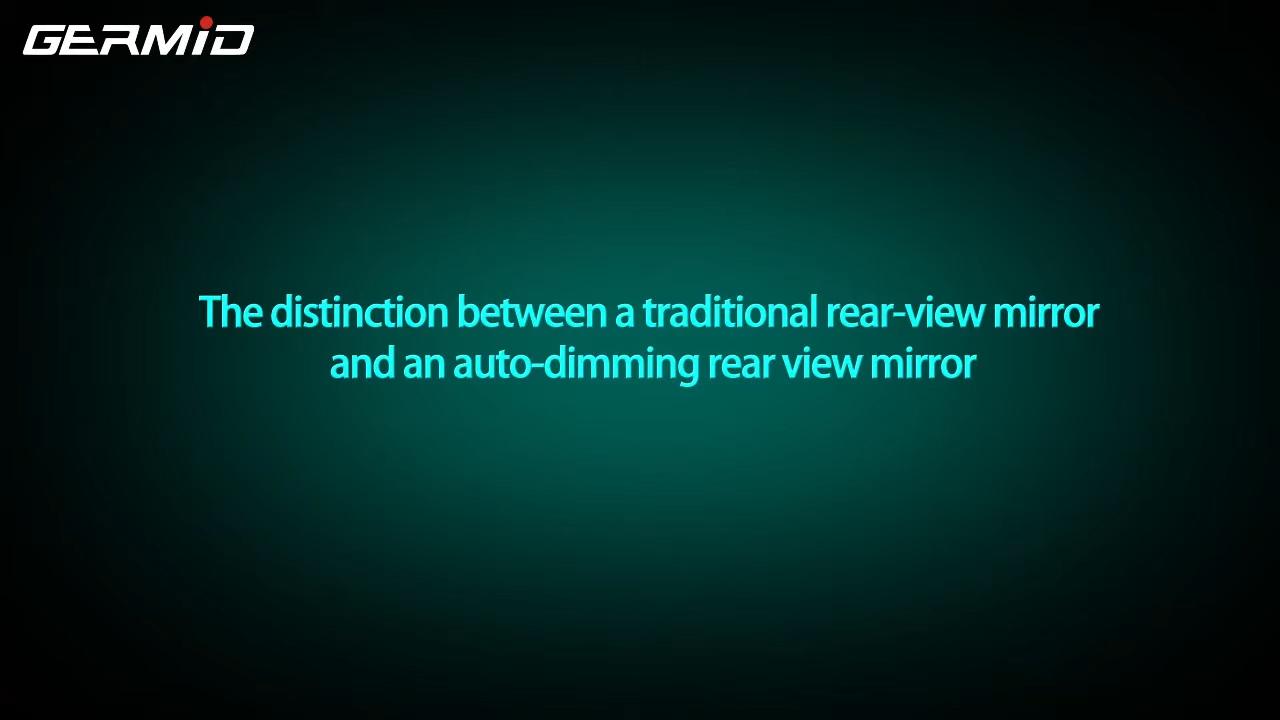 GERMiD
The distinction between a traditional rear-view mirror
and an auto-dimming rear view mirror